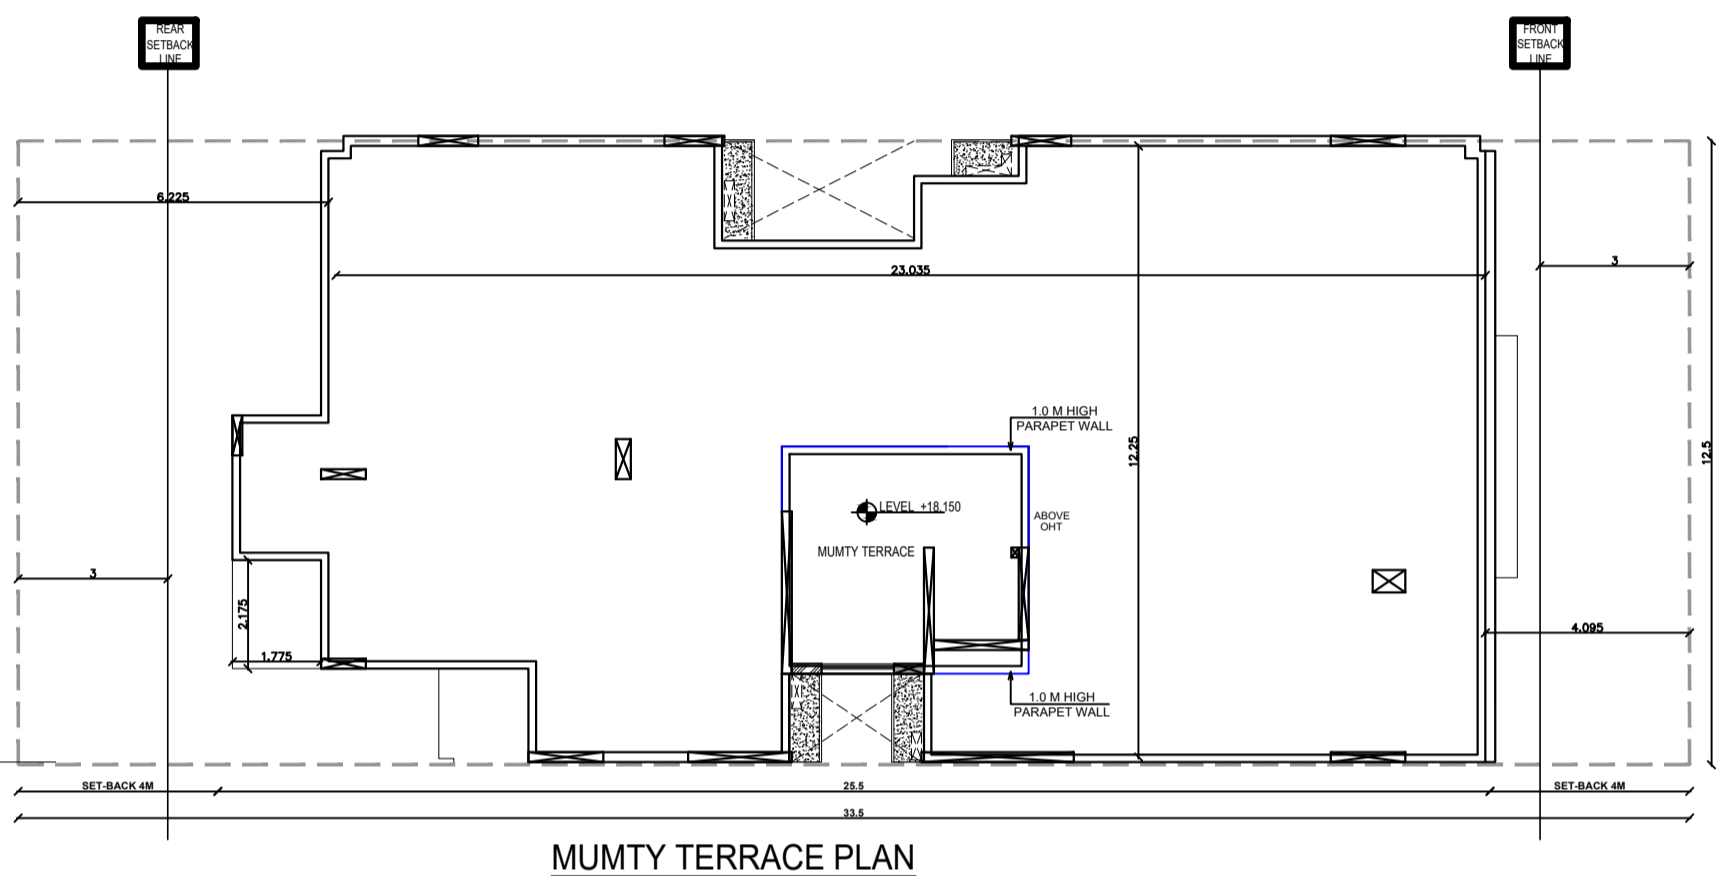 REAR
SETBACK
LINE
FRONT
SETBACK
LINE
6.225
23.035
3
1.0 M HIGH
PARAPET WALL
12.25
12.5
LEVEL +18.150
ABOVE
OHT
MUMTY TERRACE
3
2.175
1.775
4.095
1.0 M HIGH
PARAPET WALL
SET-BACK 4M
25.5
SET-BACK 4M
33.5
MUMTY TERRACE PLAN